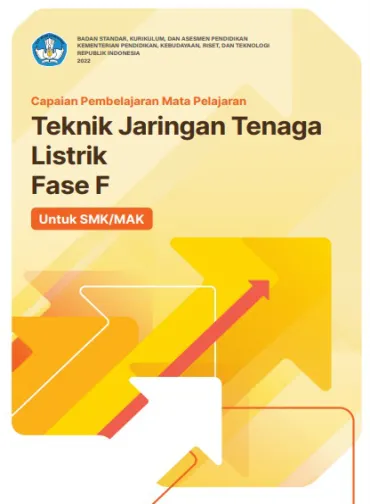 BADAN STANDAR, KURIKULUM, DAN ASESMEN PENDIDIKAN
KEMENTERIAN PENDIDIKAN, KEBUDAYAAN, RISET, DAN TEKNOLOGI
REPUBLIK INDONESIA
2022
Capaian Pembelajaran Mata Pelajaran
Teknik Jaringan Tenaga
Listrik
Fase F
Untuk SMK/MAK